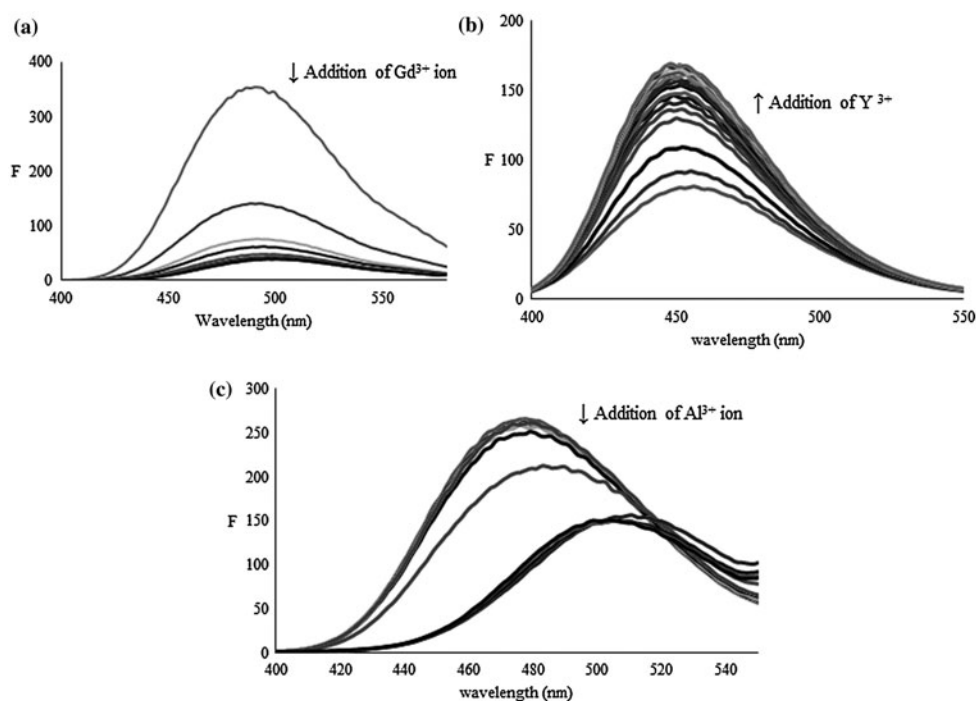 (a)
400
300
200
100
0
F
↓ Addition of Gd³⁺ ion
400 450 500 550
Wavelength (nm)
(b)
200
150
100
50
0
F
↑ Addition of Y ³⁺
400 450 500 550
wavelength (nm)
(c)
300
250
200
150
100
50
0
F
↓ Addition of Al³⁺ ion
400 420 440 460 480 500 520 540
wavelength (nm)